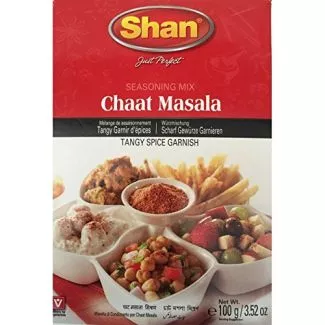 Shan
Just Perfect
SEASONING MIX
Chaat Masala
Mélange de assaisonnement
Tangy Garnir d'épices
Würzmischung
Scharf Gewürze Garnieren
TANGY SPICE GARNISH
Net Wt.
100 g / 3.52 oz